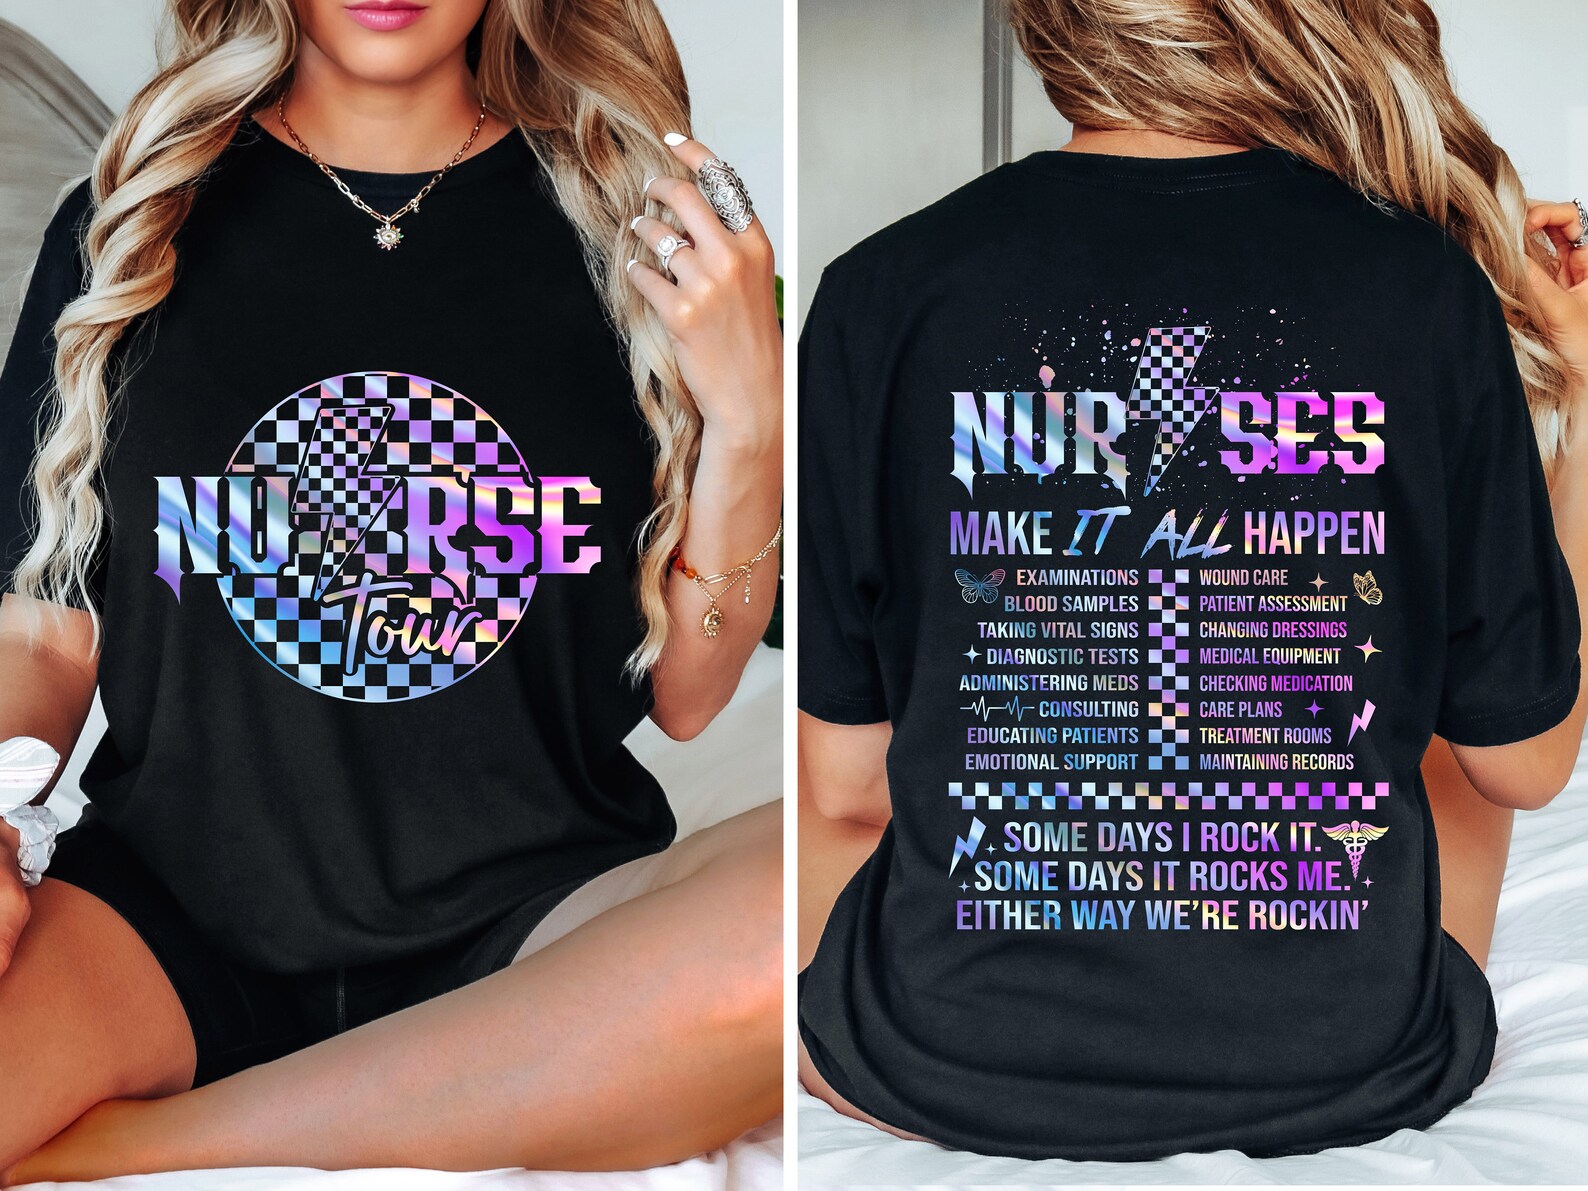 NURSE
Tour
NURSES
MAKE IT ALL HAPPEN
EXAMINATIONS WOUND CARE
BLOOD SAMPLES PATIENT ASSESSMENT
TAKING VITAL SIGNS CHANGING DRESSINGS
DIAGNOSTIC TESTS MEDICAL EQUIPMENT
ADMINISTERING MEDS CHECKING MEDICATION
CONSULTING CARE PLANS
EDUCATING PATIENTS TREATMENT ROOMS
EMOTIONAL SUPPORT MAINTAINING RECORDS
SOME DAYS I ROCK IT.
SOME DAYS IT ROCKS ME.
EITHER WAY WE'RE ROCKIN'